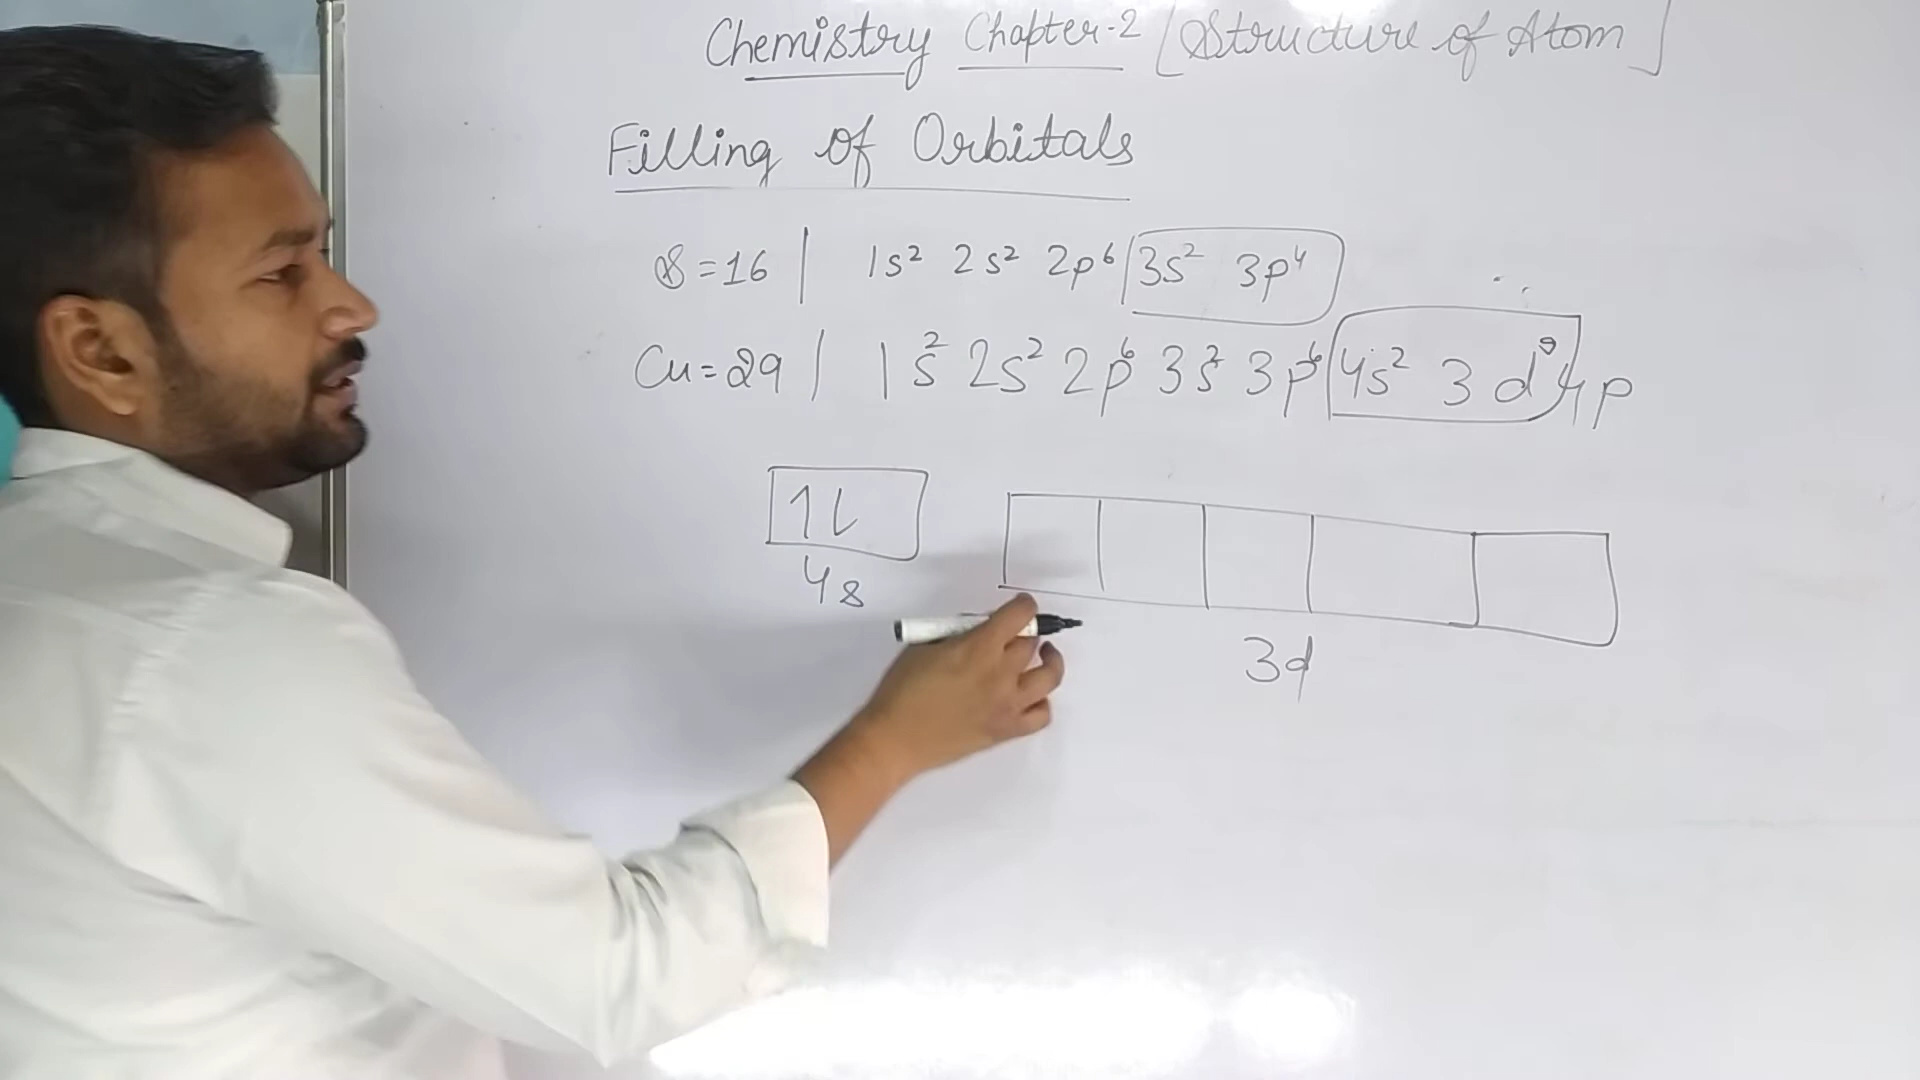 Chemistry Chapter-2 [Structure of Atom]
Filling of Orbitals
S=16 | 1s² 2s² 2p⁶ 3s² 3p⁴
Cu=29 | 1s² 2s² 2p⁶ 3s² 3p⁶ 4s² 3d⁹ 4p
1l
4s
3d